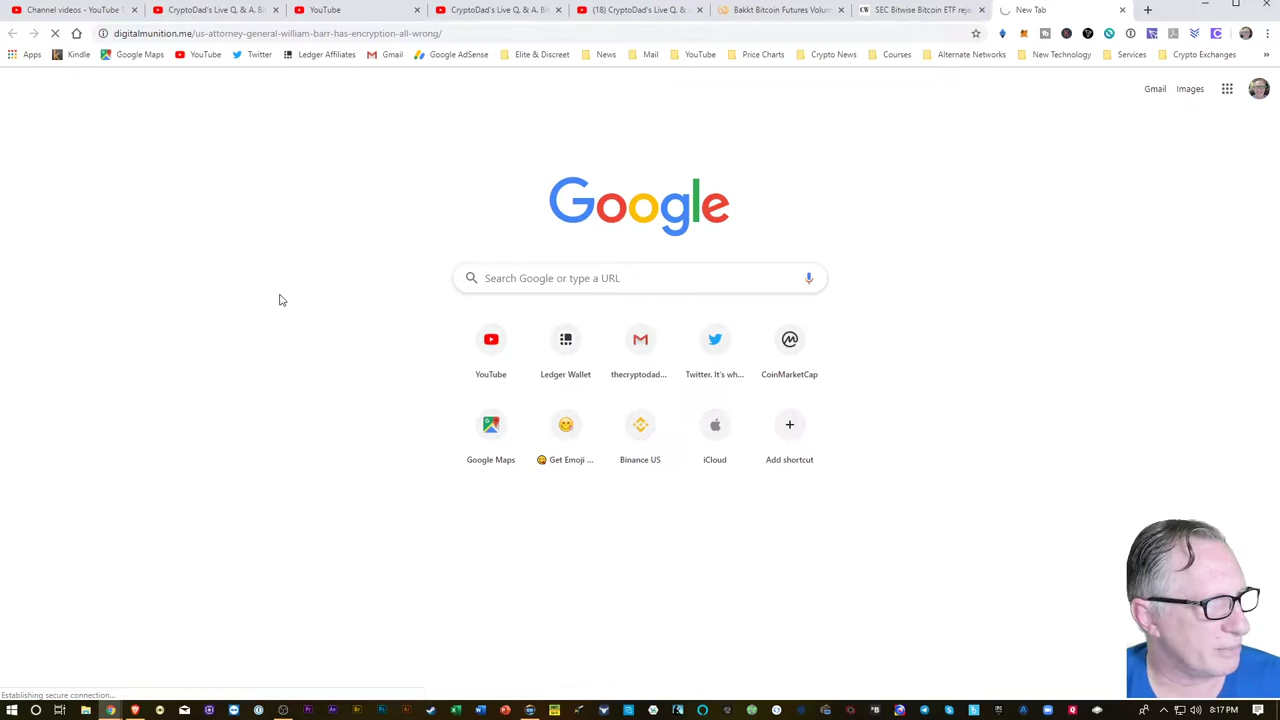 Channel videos - YouTube S
CryptoDad's Live Q. & A. Bi
YouTube
CryptoDad's Live Q. & A. Bi
(18) CryptoDad's Live Q. &
Bakkt Bitcoin Futures Volum
CW SEC Bitwise Bitcoin ETF rej
New Tab
digitalmunition.me/us-attorney-general-william-barr-has-encryption-all-wrong/
Apps Kindle Google Maps YouTube Twitter Ledger Affiliates Gmail Google AdSense Elite & Discreet News Mail YouTube Price Charts Crypto News Courses Alternate Networks New Technology Services Crypto Exchanges »
Gmail Images
Google
Search Google or type a URL
YouTube Ledger Wallet thecryptodad... Twitter. It's wh... CoinMarketCap
Google Maps Get Emoji ... Binance US iCloud Add shortcut
Establishing secure connection...
8:17 PM